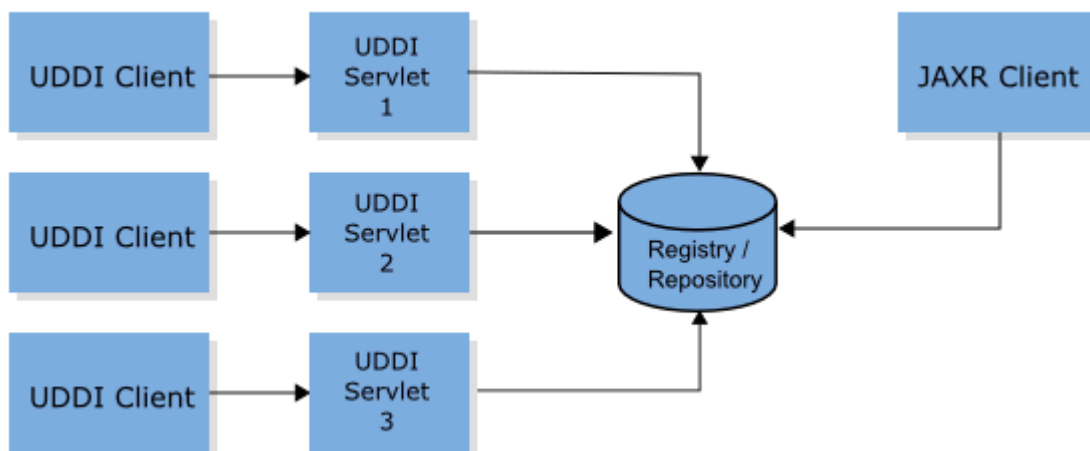 UDDI Client
UDDI
Servlet
1
JAXR Client
UDDI Client
UDDI
Servlet
2
Registry /
Repository
UDDI Client
UDDI
Servlet
3